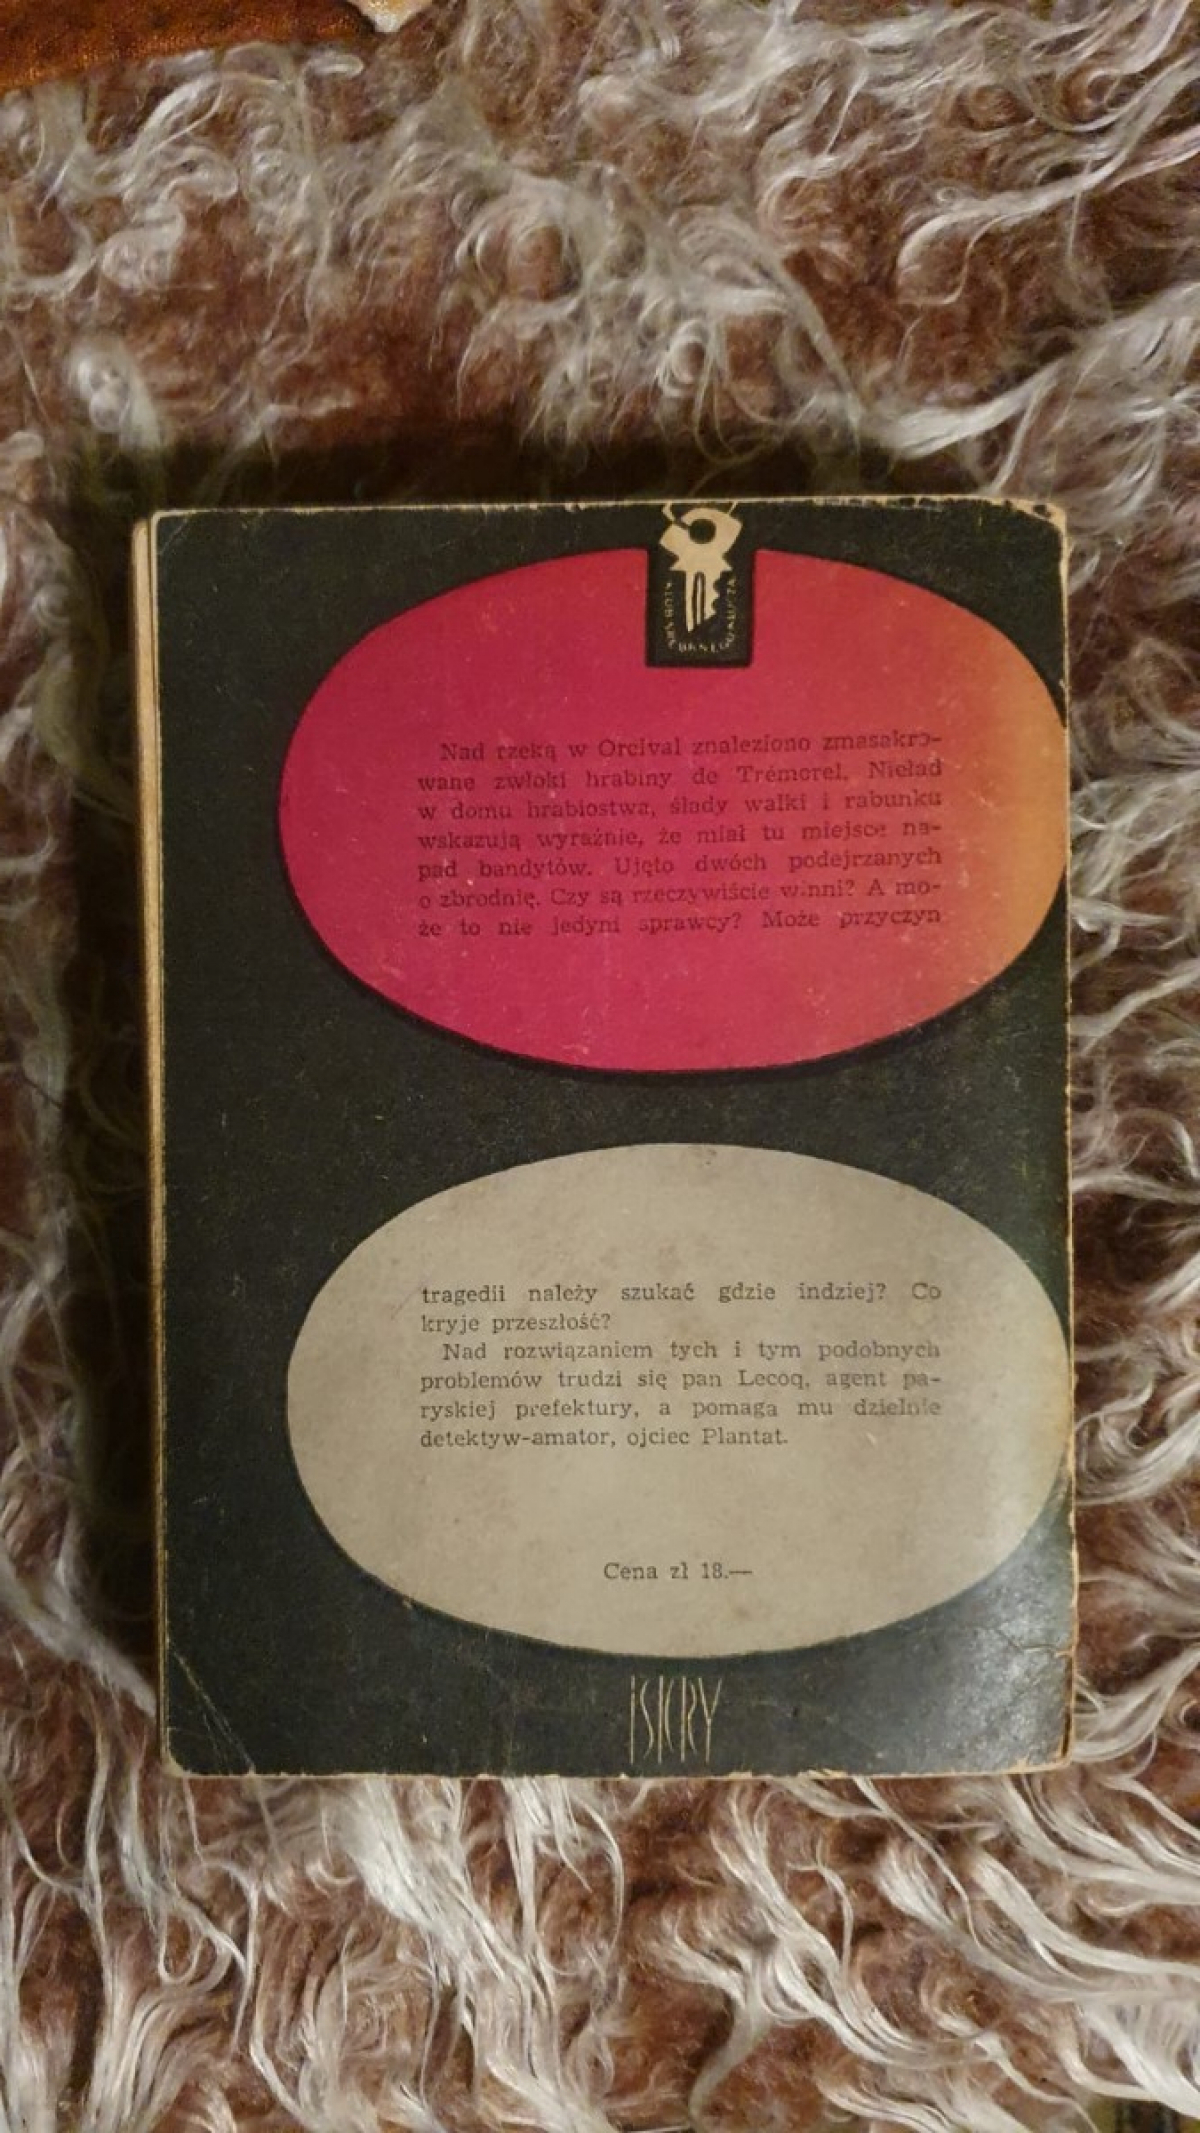 KLUB SREBRNEGO KLUCZA
Nad rzeką w Orcival znaleziono zmasakro-
wane zwłoki hrabiny de Trémorel. Nieład
w domu hrabiostwa, ślady walki i rabunku
wskazują wyraźnie, że miał tu miejsce na-
pad bandytów. Ujęto dwóch podejrzanych
o zbrodnię. Czy są rzeczywiście winni? A mo-
że to nie jedyni sprawcy? Może przyczyn
tragedii należy szukać gdzie indziej? Co
kryje przeszłość?
Nad rozwiązaniem tych i tym podobnych
problemów trudzi się pan Lecoq, agent pa-
ryskiej prefektury, a pomaga mu dzielnie
detektyw-amator, ojciec Plantat.
Cena zł 18.—
ISKRY